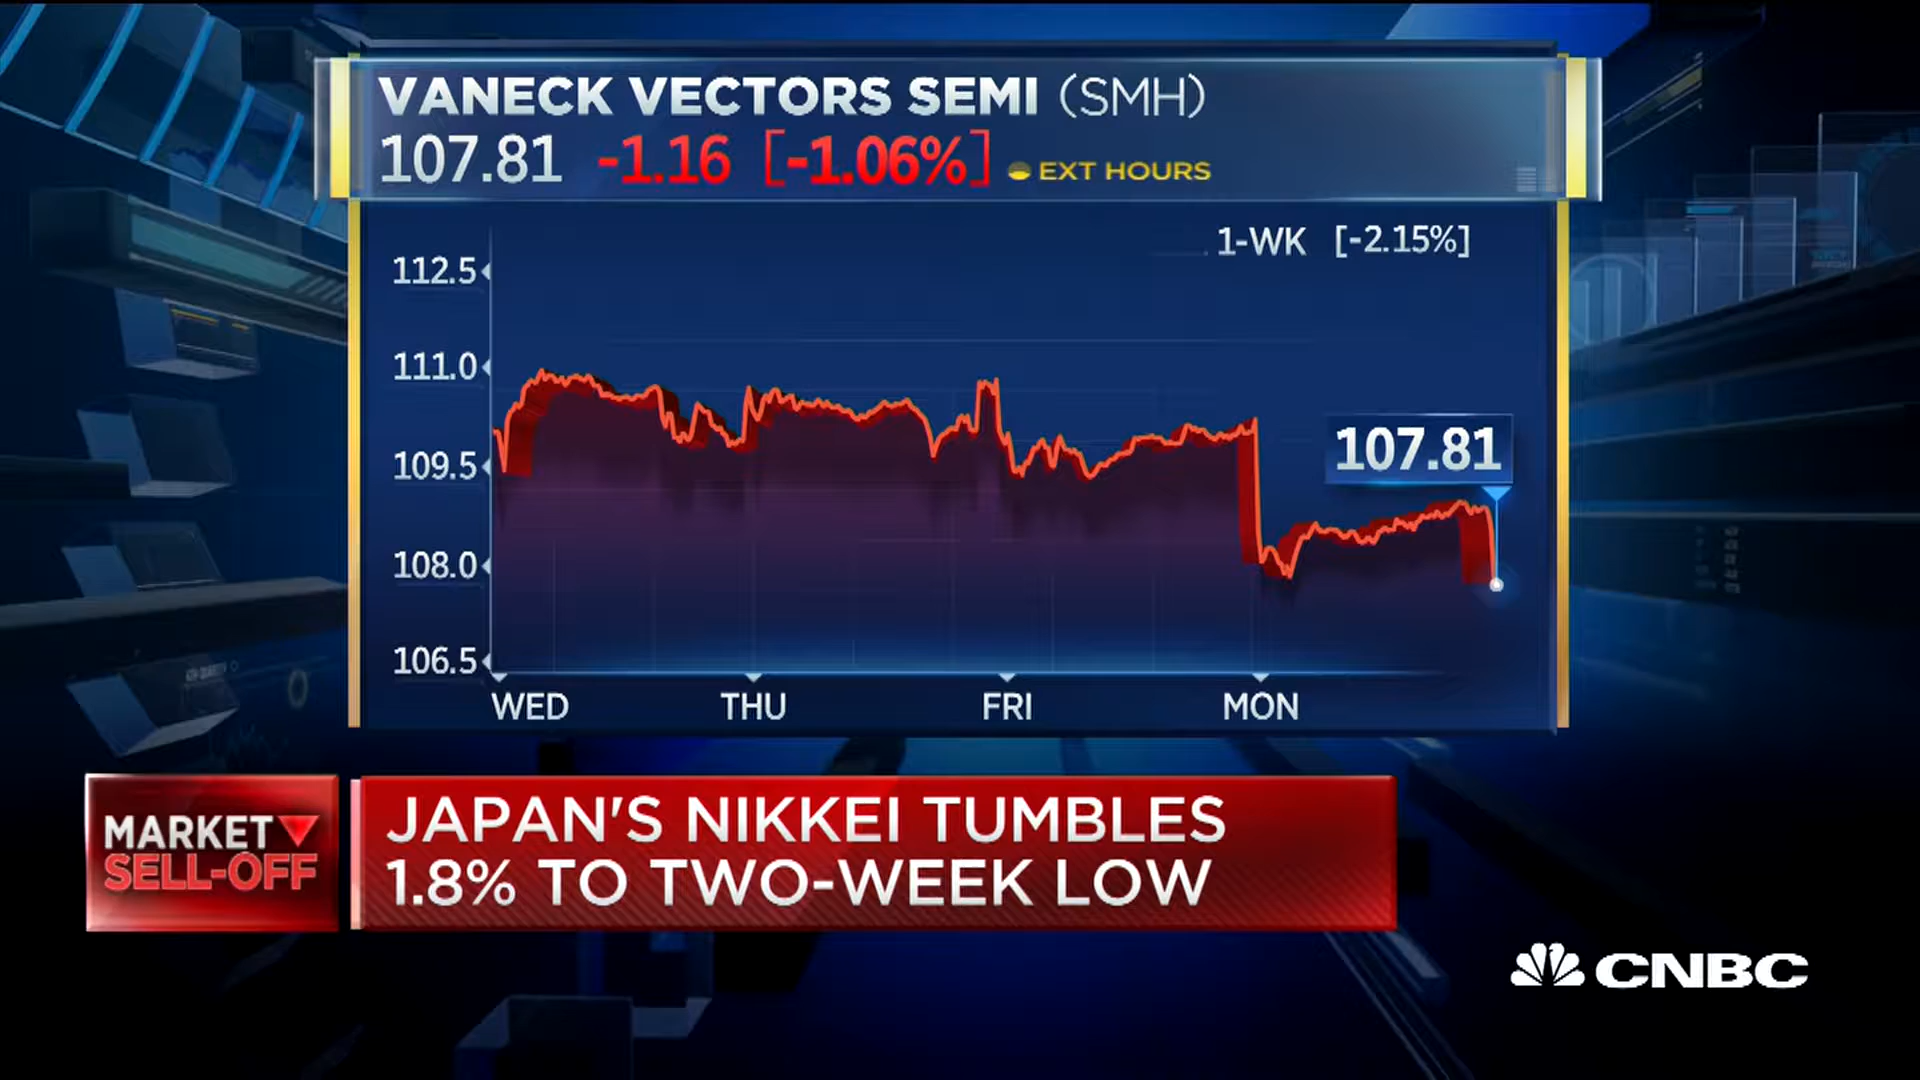 VANECK VECTORS SEMI (SMH)
107.81 -1.16 [-1.06%] EXT HOURS
1-WK [-2.15%]
112.5
111.0
109.5
108.0
106.5
107.81
WED THU FRI MON
MARKET
SELL-OFF
JAPAN'S NIKKEI TUMBLES
1.8% TO TWO-WEEK LOW
CNBC